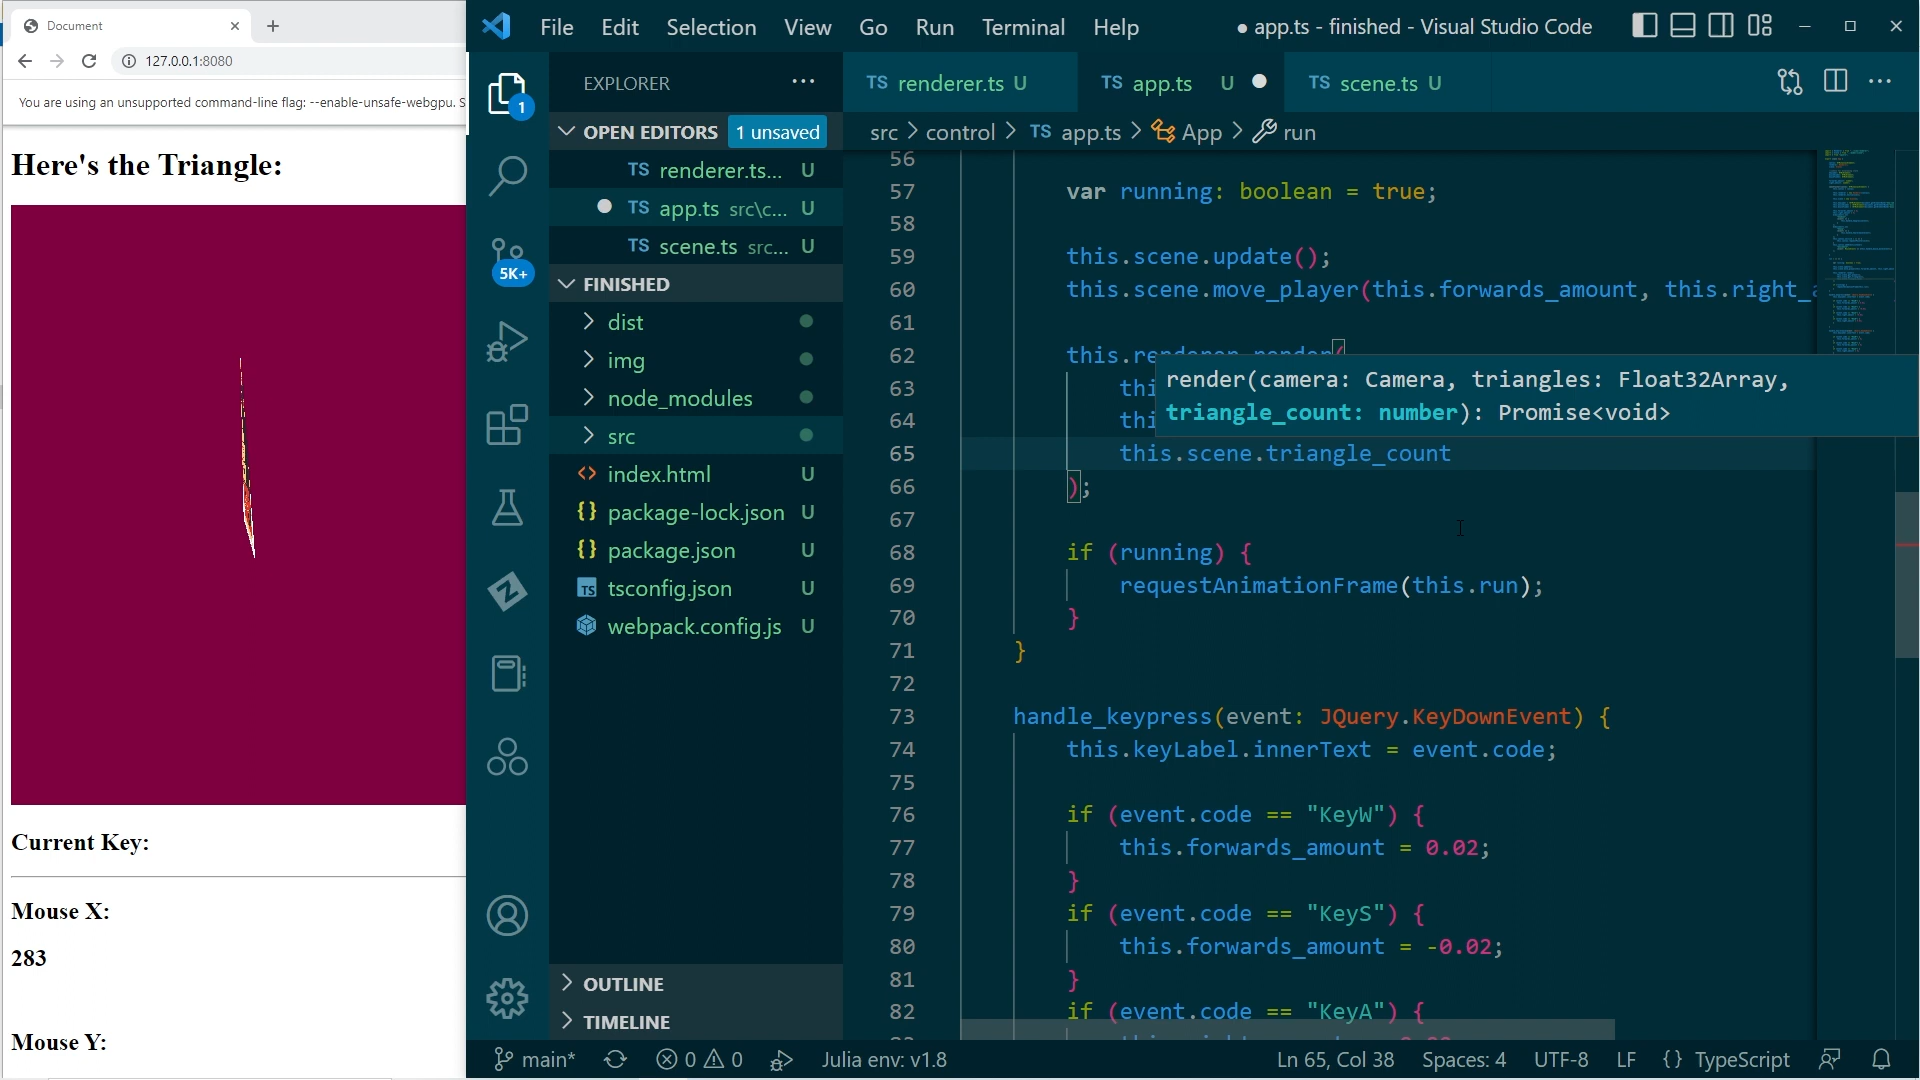 Document
127.0.0.1:8080
You are using an unsupported command-line flag: --enable-unsafe-webgpu. S
Here's the Triangle:
Current Key:
Mouse X:
283
Mouse Y:
File Edit Selection View Go Run Terminal Help
● app.ts - finished - Visual Studio Code
1
5K+
EXPLORER
OPEN EDITORS 1 unsaved
TS renderer.ts... U
TS app.ts src\c... U
TS scene.ts src... U
FINISHED
dist
img
node_modules
src
index.html U
package-lock.json U
package.json U
tsconfig.json U
webpack.config.js U
OUTLINE
TIMELINE
TS renderer.ts U
TS app.ts U
TS scene.ts U
src > control > TS app.ts > App > run
56
57 var running: boolean = true;
58
59 this.scene.update();
60 this.scene.move_player(this.forwards_amount, this.right_a
61
62 this.renderer.render(
63 thi
64 thi
render(camera: Camera, triangles: Float32Array,
triangle_count: number): Promise<void>
65 this.scene.triangle_count
66 );
67
68 if (running) {
69 requestAnimationFrame(this.run);
70 }
71 }
72
73 handle_keypress(event: JQuery.KeyDownEvent) {
74 this.keyLabel.innerText = event.code;
75
76 if (event.code == "KeyW") {
77 this.forwards_amount = 0.02;
78 }
79 if (event.code == "KeyS") {
80 this.forwards_amount = -0.02;
81 }
82 if (event.code == "KeyA") {
main* 0 0 Julia env: v1.8
Ln 65, Col 38 Spaces: 4 UTF-8 LF {} TypeScript